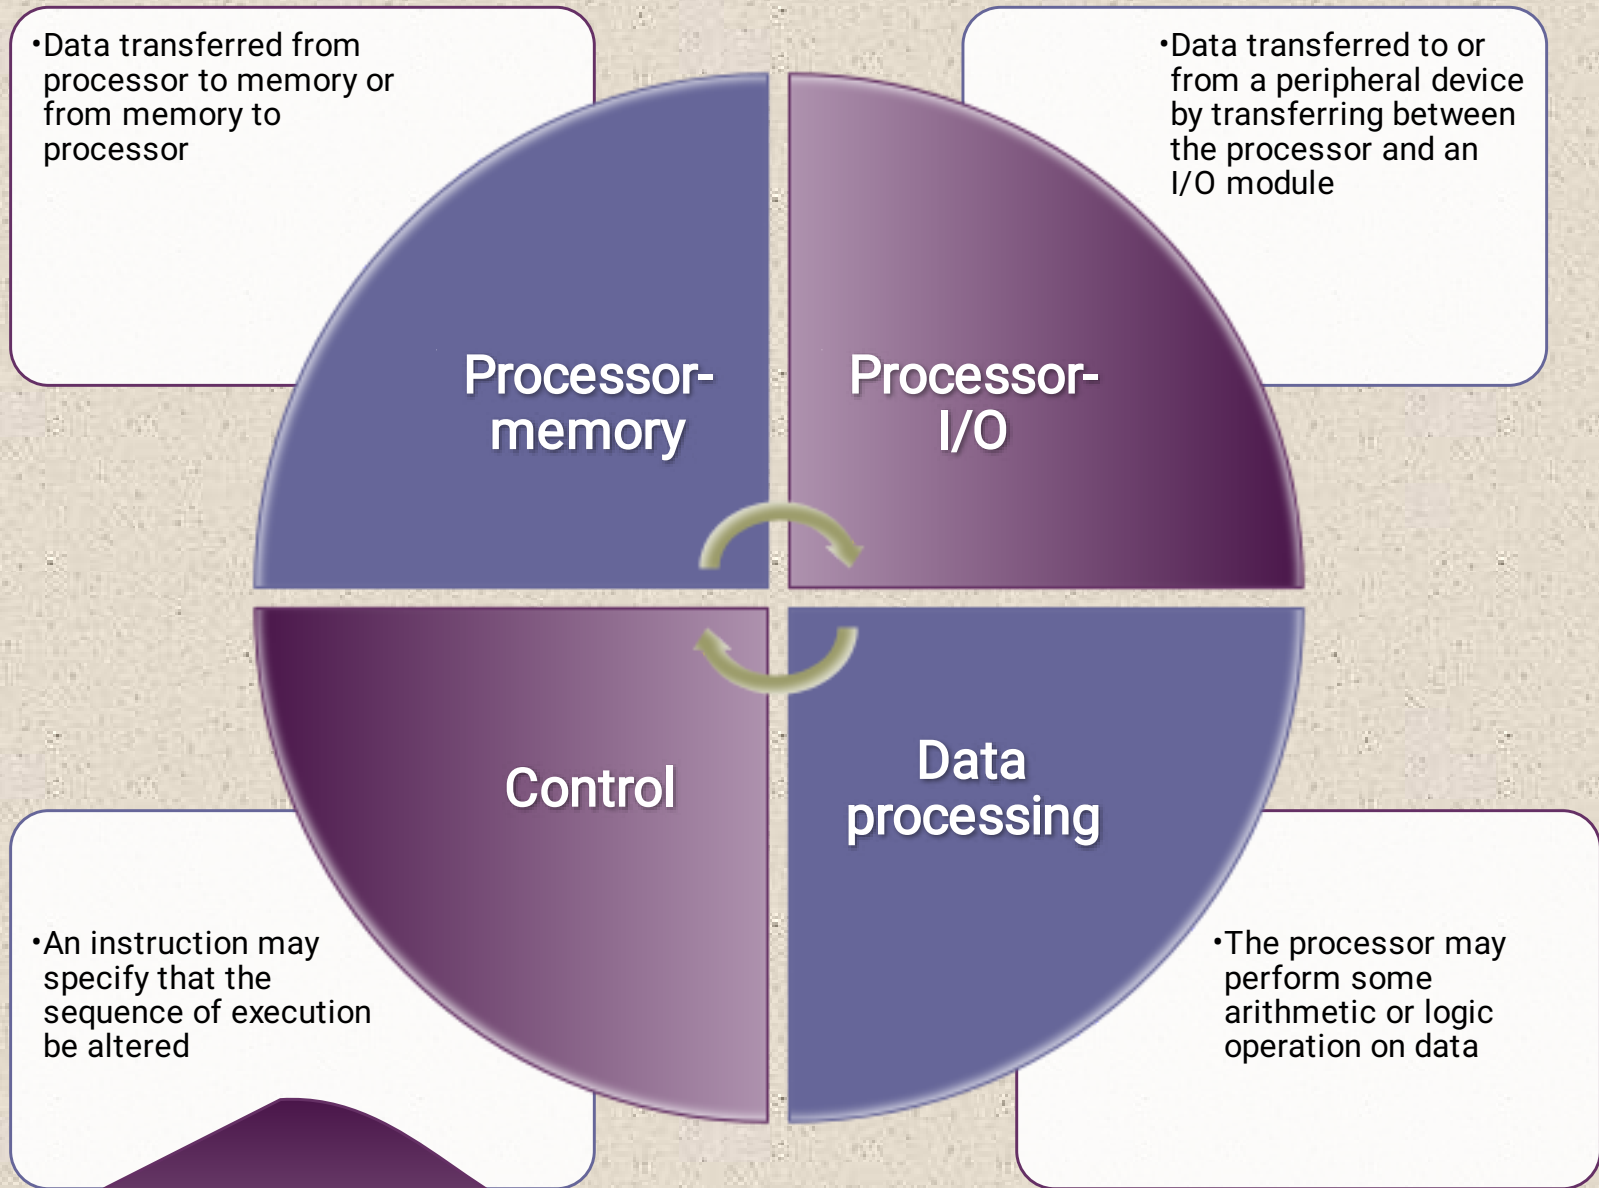 •Data transferred from
processor to memory or
from memory to
processor
•Data transferred to or
from a peripheral device
by transferring between
the processor and an
I/O module
Processor-
memory
Processor-
I/O
Control
Data
processing
•An instruction may
specify that the
sequence of execution
be altered
•The processor may
perform some
arithmetic or logic
operation on data